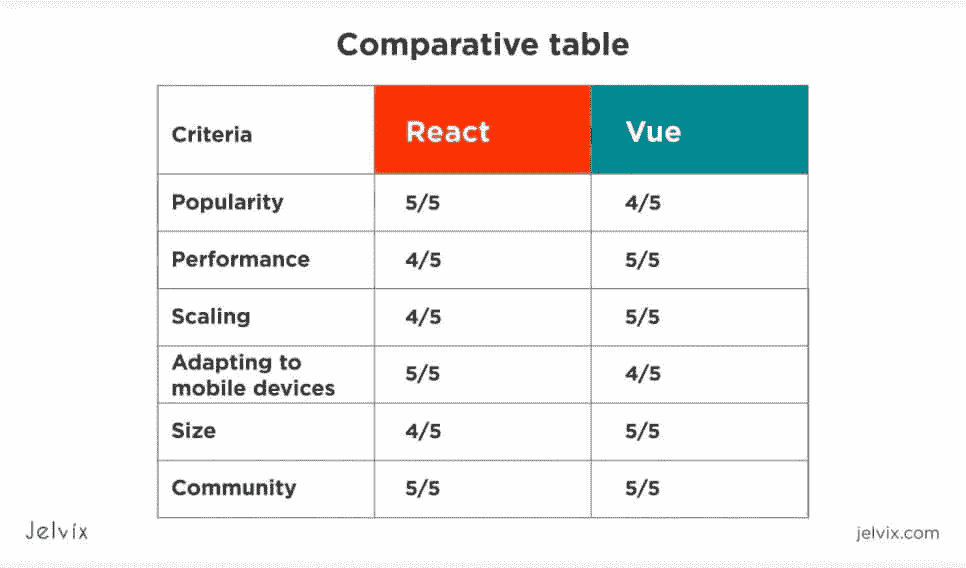 Comparative table
Criteria React Vue
Popularity 5/5 4/5
Performance 4/5 5/5
Scaling 4/5 5/5
Adapting to
mobile devices 5/5 4/5
Size 4/5 5/5
Community 5/5 5/5
Jelvix jelvix.com